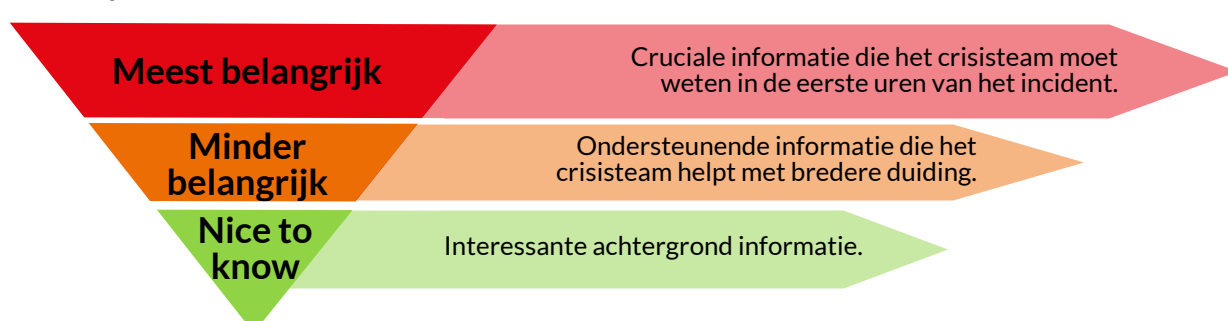 Meest belangrijk
Cruciale informatie die het crisisteam moet
weten in de eerste uren van het incident.
Minder
belangrijk
Ondersteunende informatie die het
crisisteam helpt met bredere duiding.
Nice to
know
Interessante achtergrond informatie.